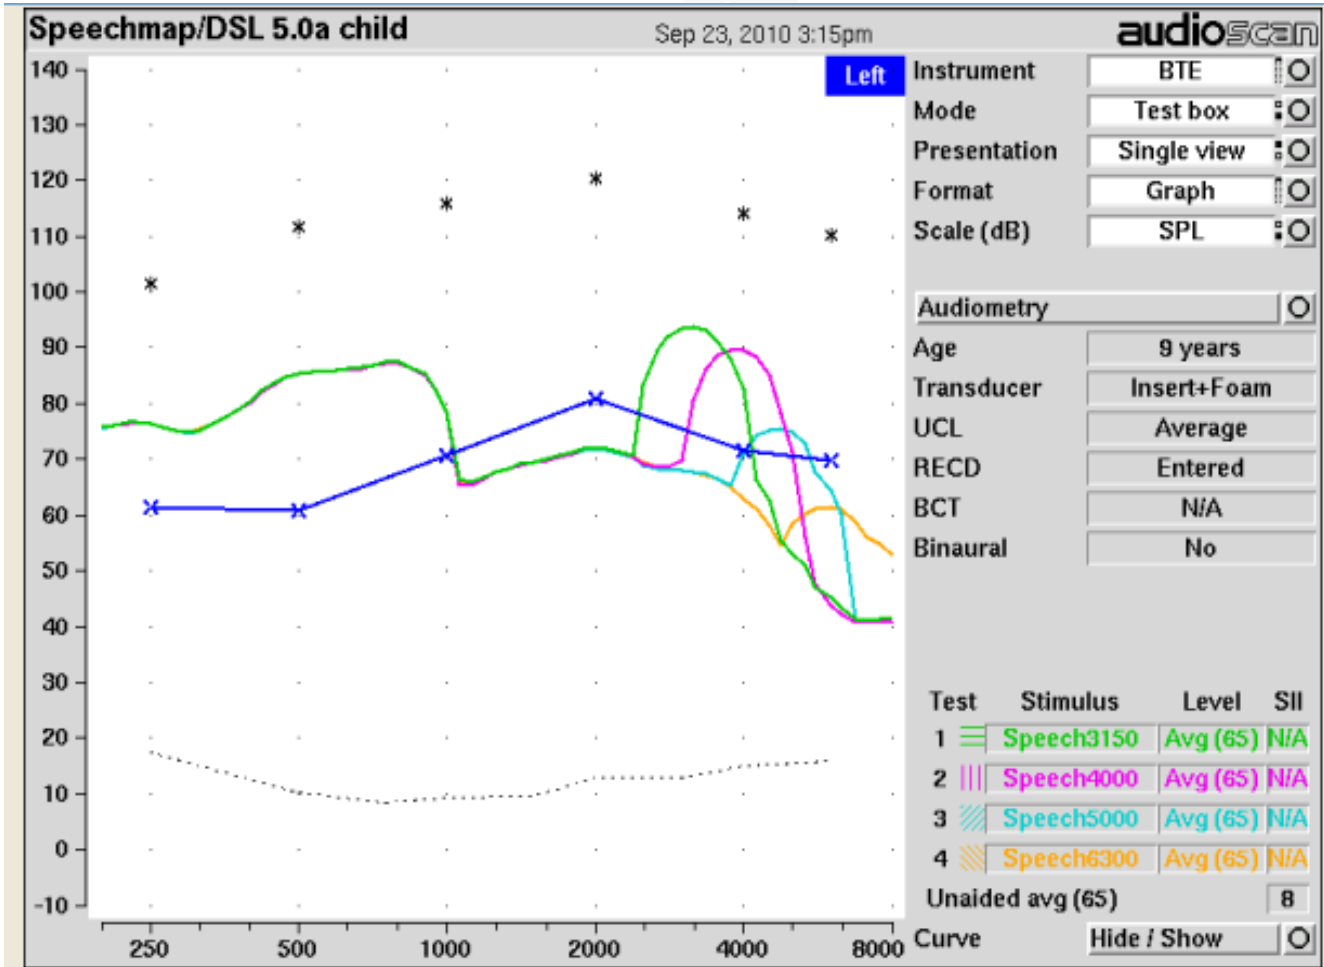 Speechmap/DSL 5.0a child Sep 23, 2010 3:15pm audioscan
Left
140
130
120
110
100
90
80
70
60
50
40
30
20
10
0
-10
250 500 1000 2000 4000 8000
Instrument BTE
Mode Test box
Presentation Single view
Format Graph
Scale (dB) SPL
Audiometry
Age 9 years
Transducer Insert+Foam
UCL Average
RECD Entered
BCT N/A
Binaural No
Test Stimulus Level SII
1 Speech3150 Avg (65) N/A
2 Speech4000 Avg (65) N/A
3 Speech5000 Avg (65) N/A
4 Speech6300 Avg (65) N/A
Unaided avg (65) 8
Curve Hide / Show